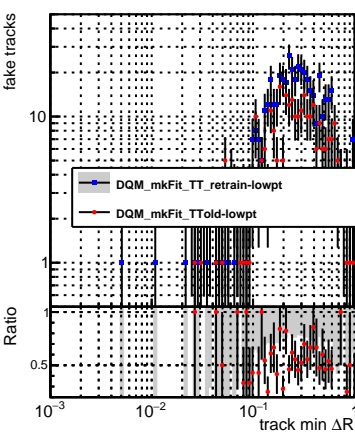 fake tracks
10
DQM_mkFit_TT_retrain-lowpt
DQM_mkFit_TTold-lowpt
1
Ratio
1
0.5
10−3 10−2 10−1 1
track min ΔR